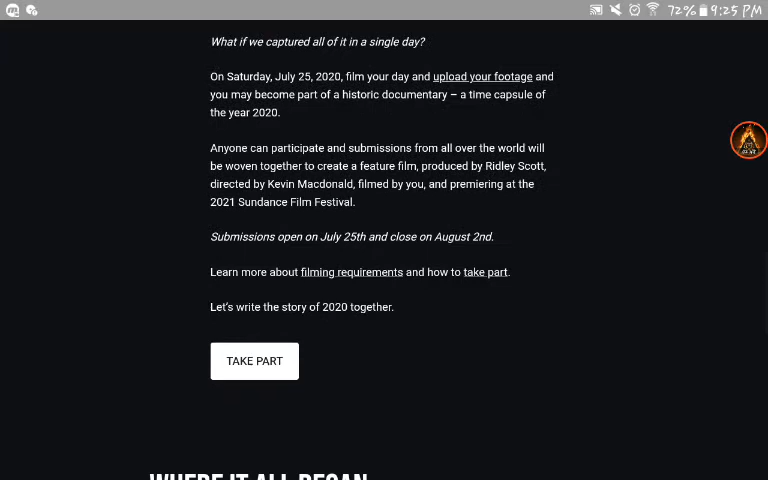 72% 9:25 PM
What if we captured all of it in a single day?
On Saturday, July 25, 2020, film your day and upload your footage and
you may become part of a historic documentary – a time capsule of
the year 2020.
Anyone can participate and submissions from all over the world will
be woven together to create a feature film, produced by Ridley Scott,
directed by Kevin Macdonald, filmed by you, and premiering at the
2021 Sundance Film Festival.
Submissions open on July 25th and close on August 2nd.
Learn more about filming requirements and how to take part.
Let's write the story of 2020 together.
TAKE PART
WHERE IT ALL BEGAN